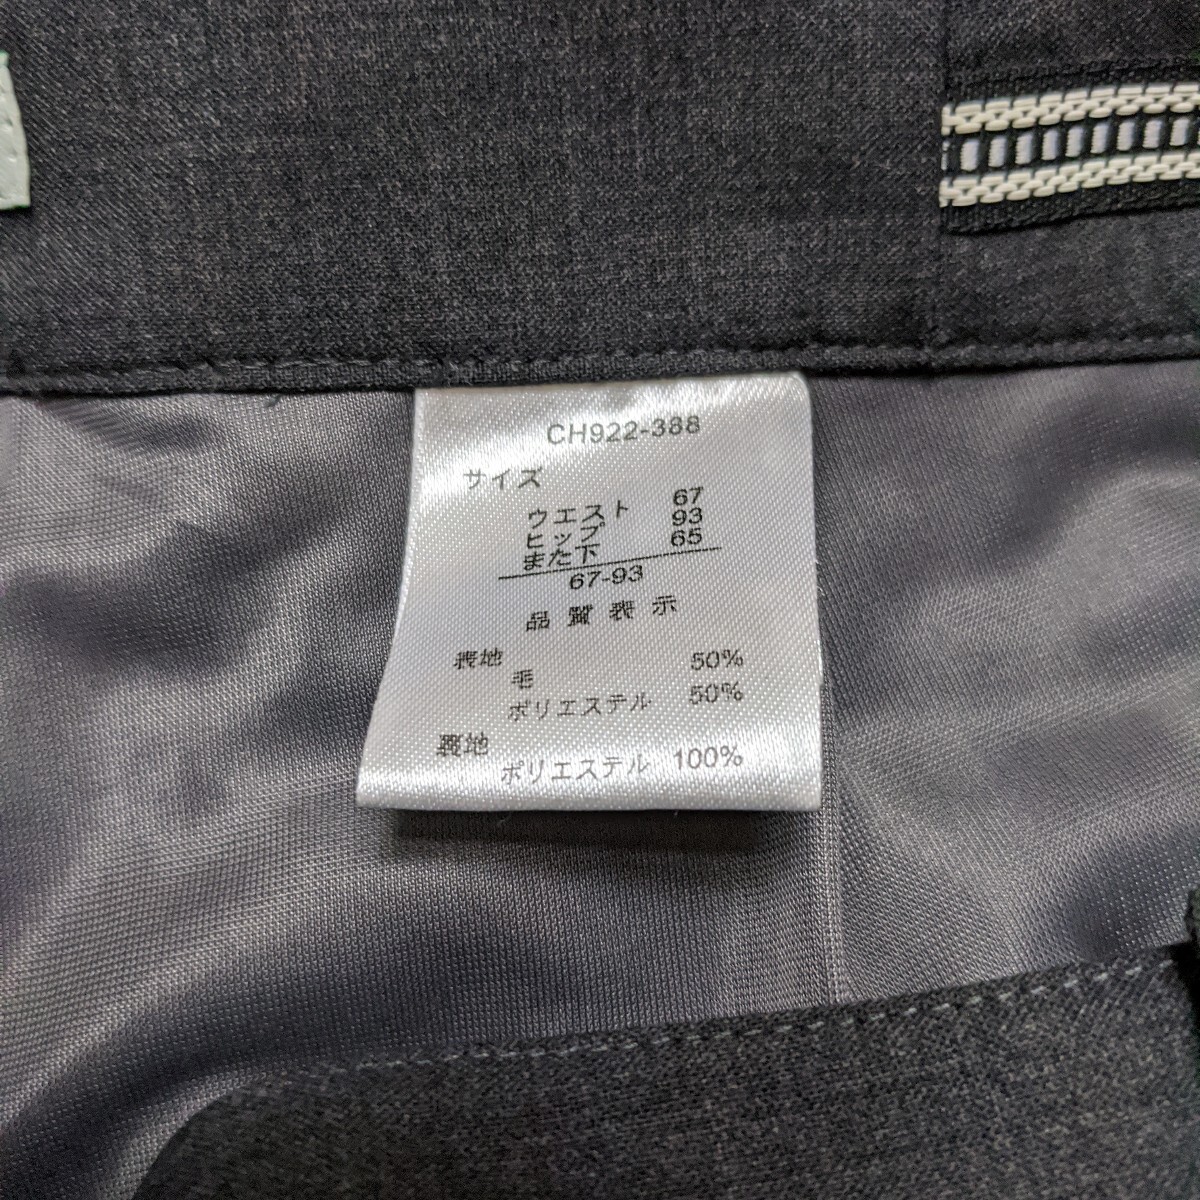 CH922-388
サイズ
ウエスト 67
ヒップ 93
また下 65
67-93
品質表示
表地
毛 50%
ポリエステル 50%
裏地
ポリエステル 100%